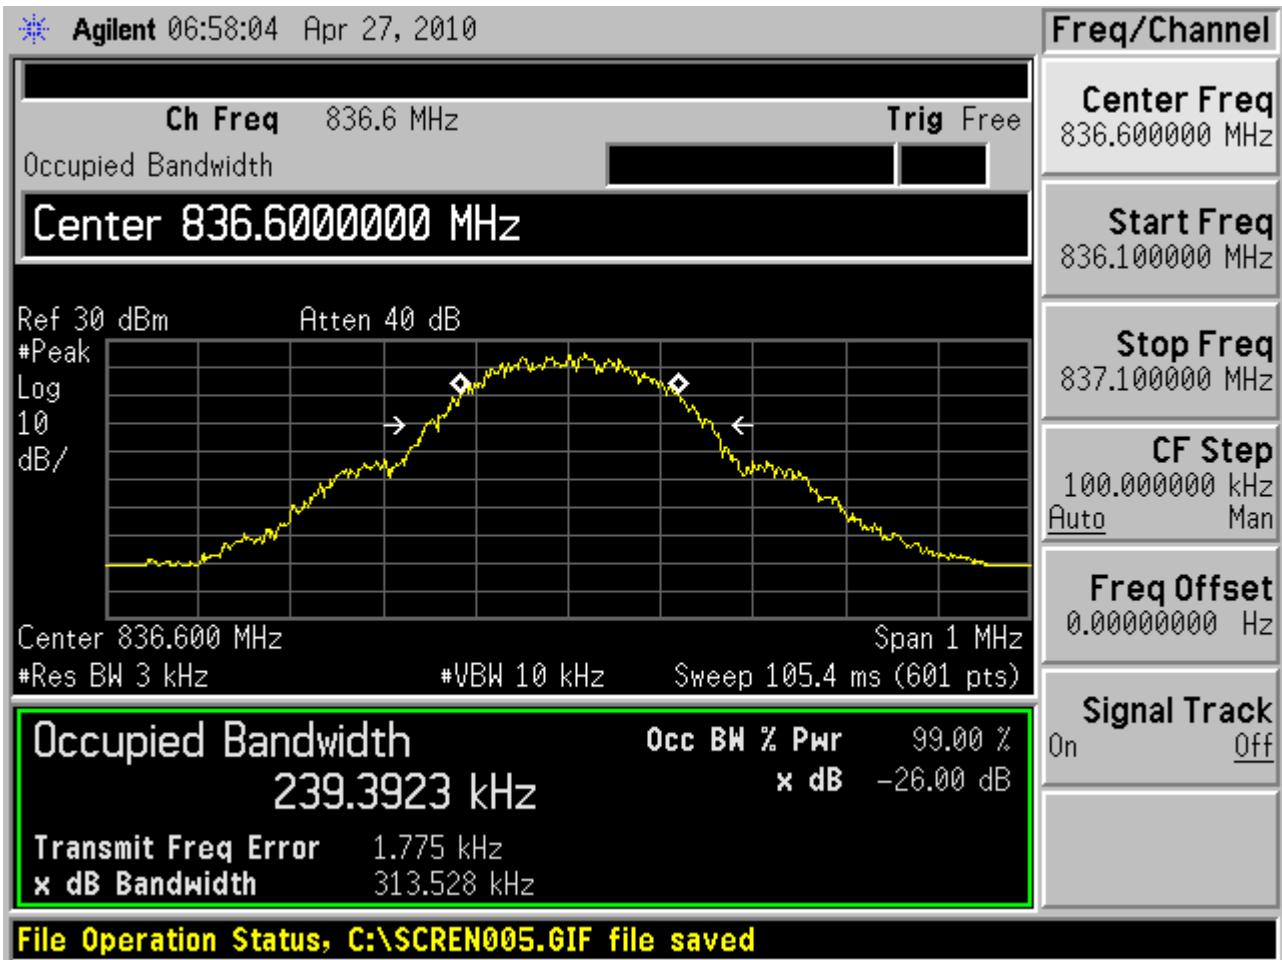 Agilent 06:58:04 Apr 27, 2010
Freq/Channel
Ch Freq 836.6 MHz Trig Free
Occupied Bandwidth
Center 836.6000000 MHz
Ref 30 dBm Atten 40 dB
#Peak
Log
10
dB/
Center 836.600 MHz Span 1 MHz
#Res BW 3 kHz #VBW 10 kHz Sweep 105.4 ms (601 pts)
Occupied Bandwidth
239.3923 kHz
Occ BW % Pwr 99.00 %
x dB -26.00 dB
Transmit Freq Error 1.775 kHz
x dB Bandwidth 313.528 kHz
Center Freq
836.600000 MHz
Start Freq
836.100000 MHz
Stop Freq
837.100000 MHz
CF Step
100.000000 kHz
Auto Man
Freq Offset
0.00000000 Hz
Signal Track
On Off
File Operation Status, C:\SCREN005.GIF file saved